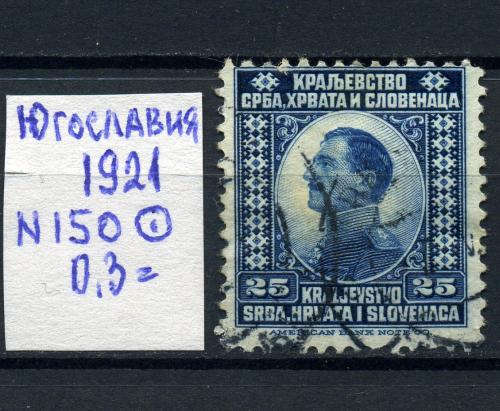 Югославия
1921
N150
0,3=
КРАЉЕВСТВО
СРБА, ХРВАТА И СЛОВЕНАЦА
25 KRALJEVSTVO 25
SRBA, HRVATA I SLOVENACA
AMERICAN BANK NOTE CO.